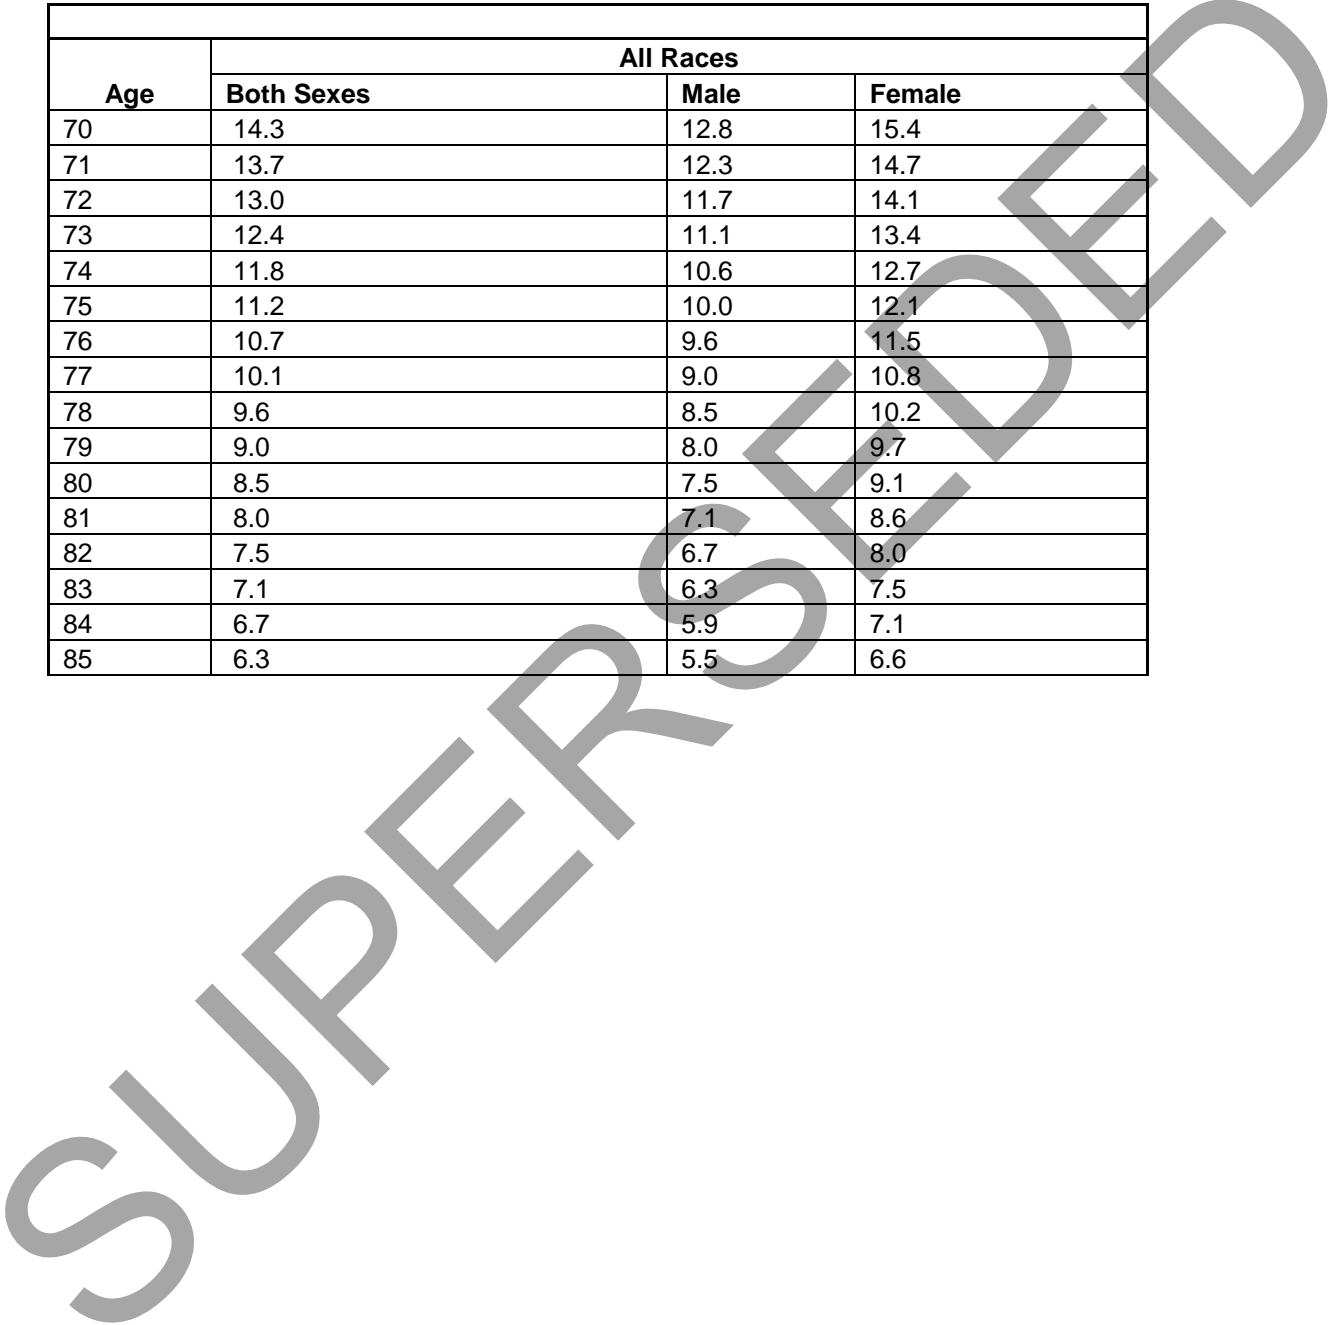 All Races
Age Both Sexes Male Female
70 14.3 12.8 15.4
71 13.7 12.3 14.7
72 13.0 11.7 14.1
73 12.4 11.1 13.4
74 11.8 10.6 12.7
75 11.2 10.0 12.1
76 10.7 9.6 11.5
77 10.1 9.0 10.8
78 9.6 8.5 10.2
79 9.0 8.0 9.7
80 8.5 7.5 9.1
81 8.0 7.1 8.6
82 7.5 6.7 8.0
83 7.1 6.3 7.5
84 6.7 5.9 7.1
85 6.3 5.5 6.6
SUPERSEDED